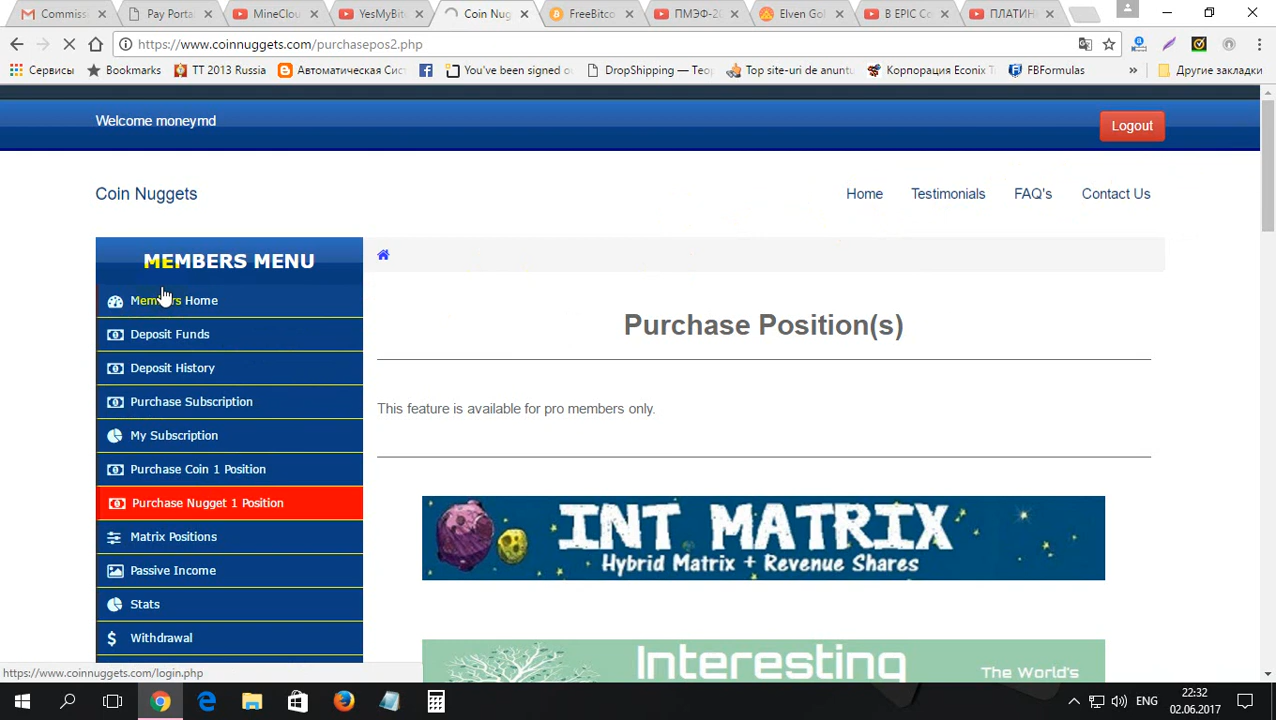 Commiss
Pay Porta
MineClou
YesMyBit
Coin Nug
FreeBitco
ПМЭФ-20
Elven Gol
B EPIC Co
ПЛАТИН
https://www.coinnuggets.com/purchasepos2.php
Сервисы
Bookmarks
TT 2013 Russia
Автоматическая Сис
You've been signed o
DropShipping — Теор
Top site-uri de anuntu
Корпорация Econix T
FBFormulas
»
Другие закладки
Welcome moneymd
Logout
Coin Nuggets
Home
Testimonials
FAQ's
Contact Us
MEMBERS MENU
Members Home
Deposit Funds
Deposit History
Purchase Subscription
My Subscription
Purchase Coin 1 Position
Purchase Nugget 1 Position
Matrix Positions
Passive Income
Stats
Withdrawal
Purchase Position(s)
This feature is available for pro members only.
INT MATRIX
Hybrid Matrix + Revenue Shares
Interesting
The World's
https://www.coinnuggets.com/login.php
ENG
22:32
02.06.2017